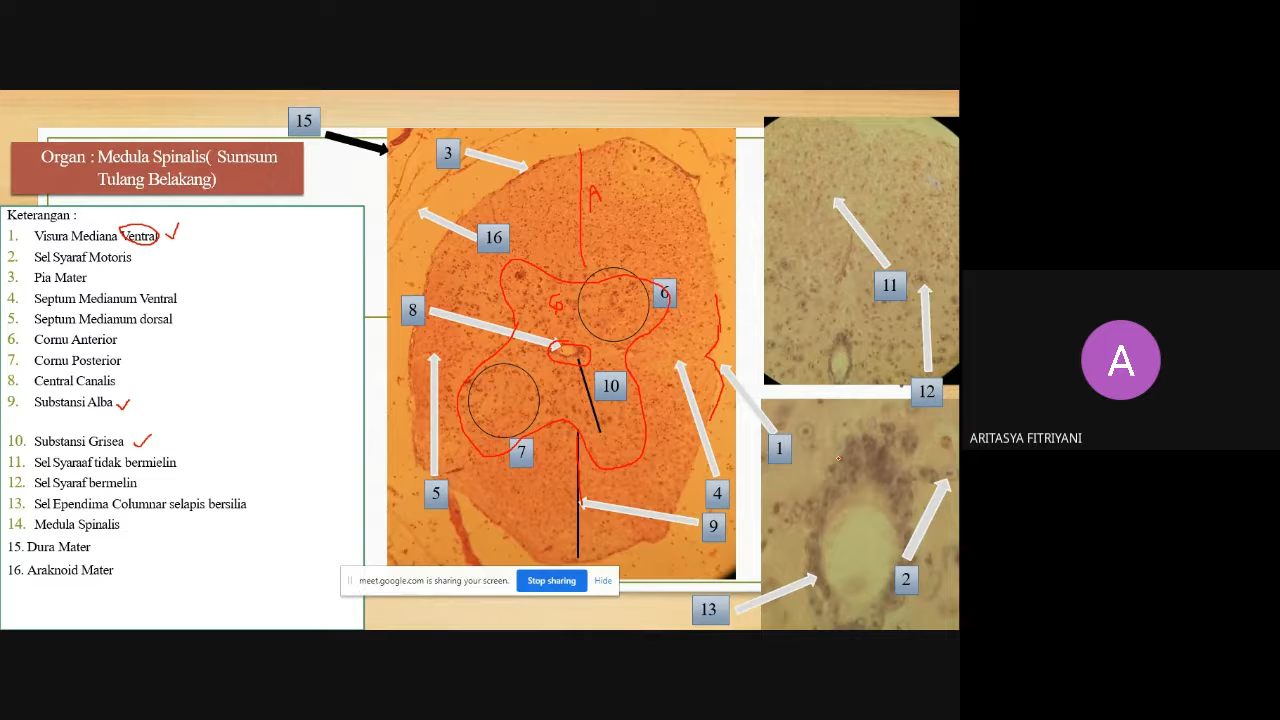 15
Organ : Medula Spinalis( Sumsum
Tulang Belakang)
Keterangan :
1. Visura Mediana Ventral
2. Sel Syaraf Motoris
3. Pia Mater
4. Septum Medianum Ventral
5. Septum Medianum dorsal
6. Cornu Anterior
7. Cornu Posterior
8. Central Canalis
9. Substansi Alba
10. Substansi Grisea
11. Sel Syaraaf tidak bermielin
12. Sel Syaraf bermelin
13. Sel Ependima Columnar selapis bersilia
14. Medula Spinalis
15. Dura Mater
16. Araknoid Mater
3
16
A
8
6
10
7
5
4
9
1
11
12
2
13
meet.google.com is sharing your screen.
Stop sharing
Hide
A
ARITASYA FITRIYANI